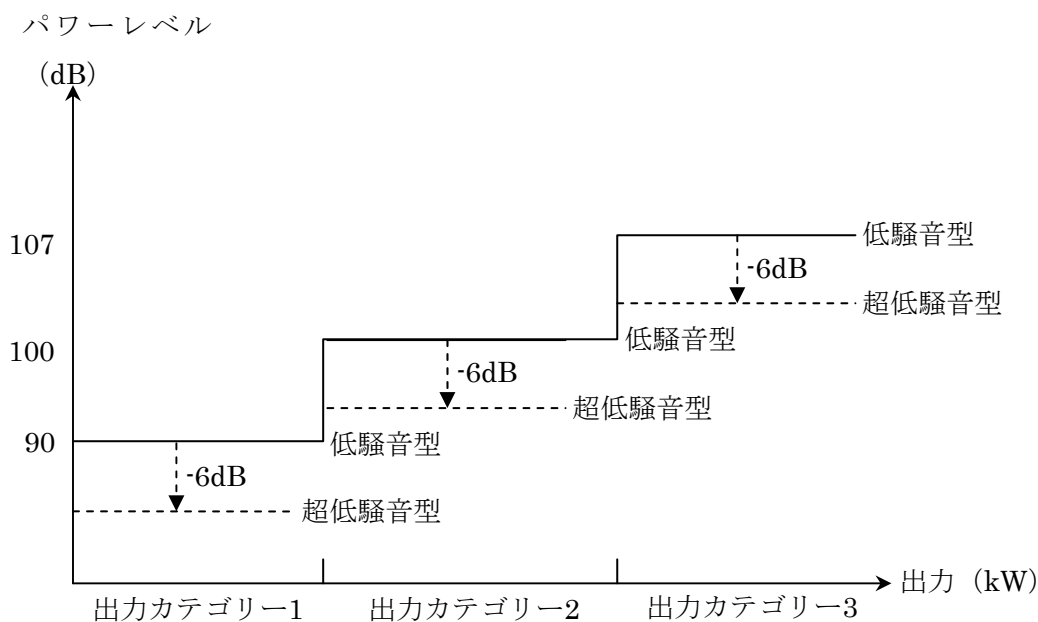 パワーレベル
(dB)
107
低騒音型
-6dB
超低騒音型
100
低騒音型
-6dB
超低騒音型
90
低騒音型
-6dB
超低騒音型
出力 (kW)
出力カテゴリー1
出力カテゴリー2
出力カテゴリー3